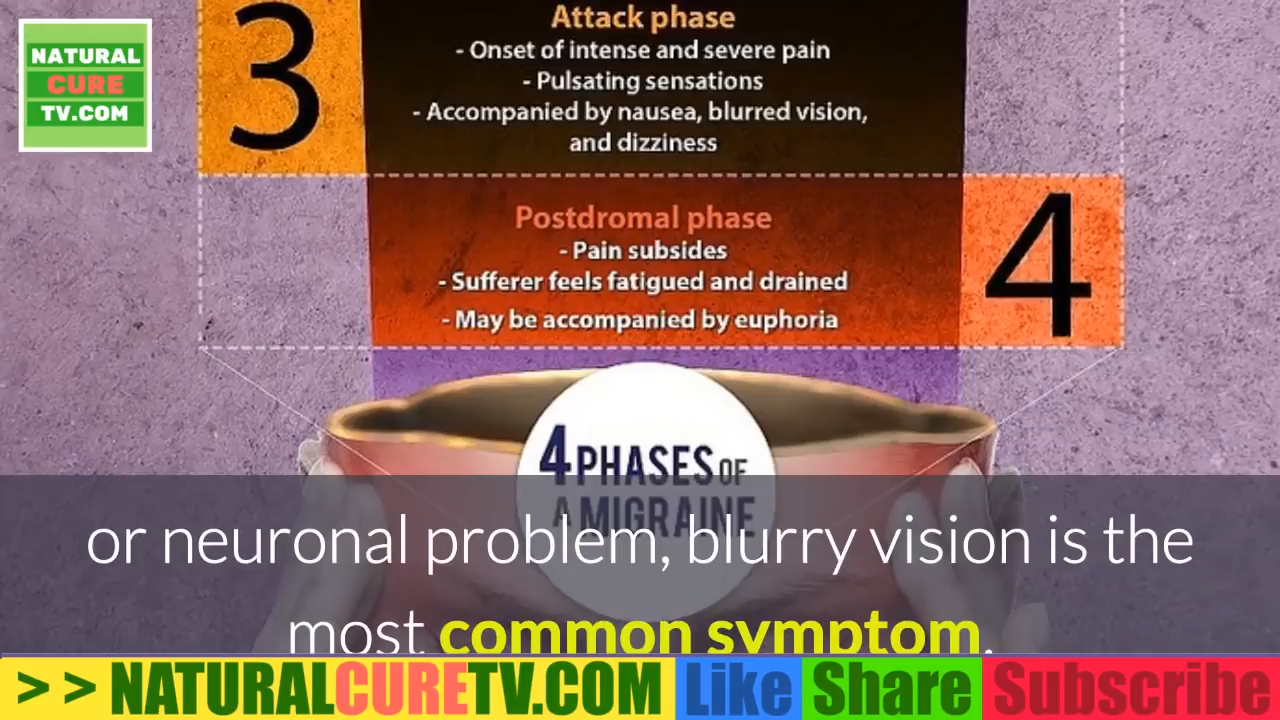 NATURAL
CURE
TV.COM
3
Attack phase
- Onset of intense and severe pain
- Pulsating sensations
- Accompanied by nausea, blurred vision,
and dizziness
4
Postdromal phase
- Pain subsides
- Sufferer feels fatigued and drained
- May be accompanied by euphoria
4 PHASES OF
A MIGRAINE
or neuronal problem, blurry vision is the
most common symptom.
> > NATURALCURETV.COM Like Share Subscribe